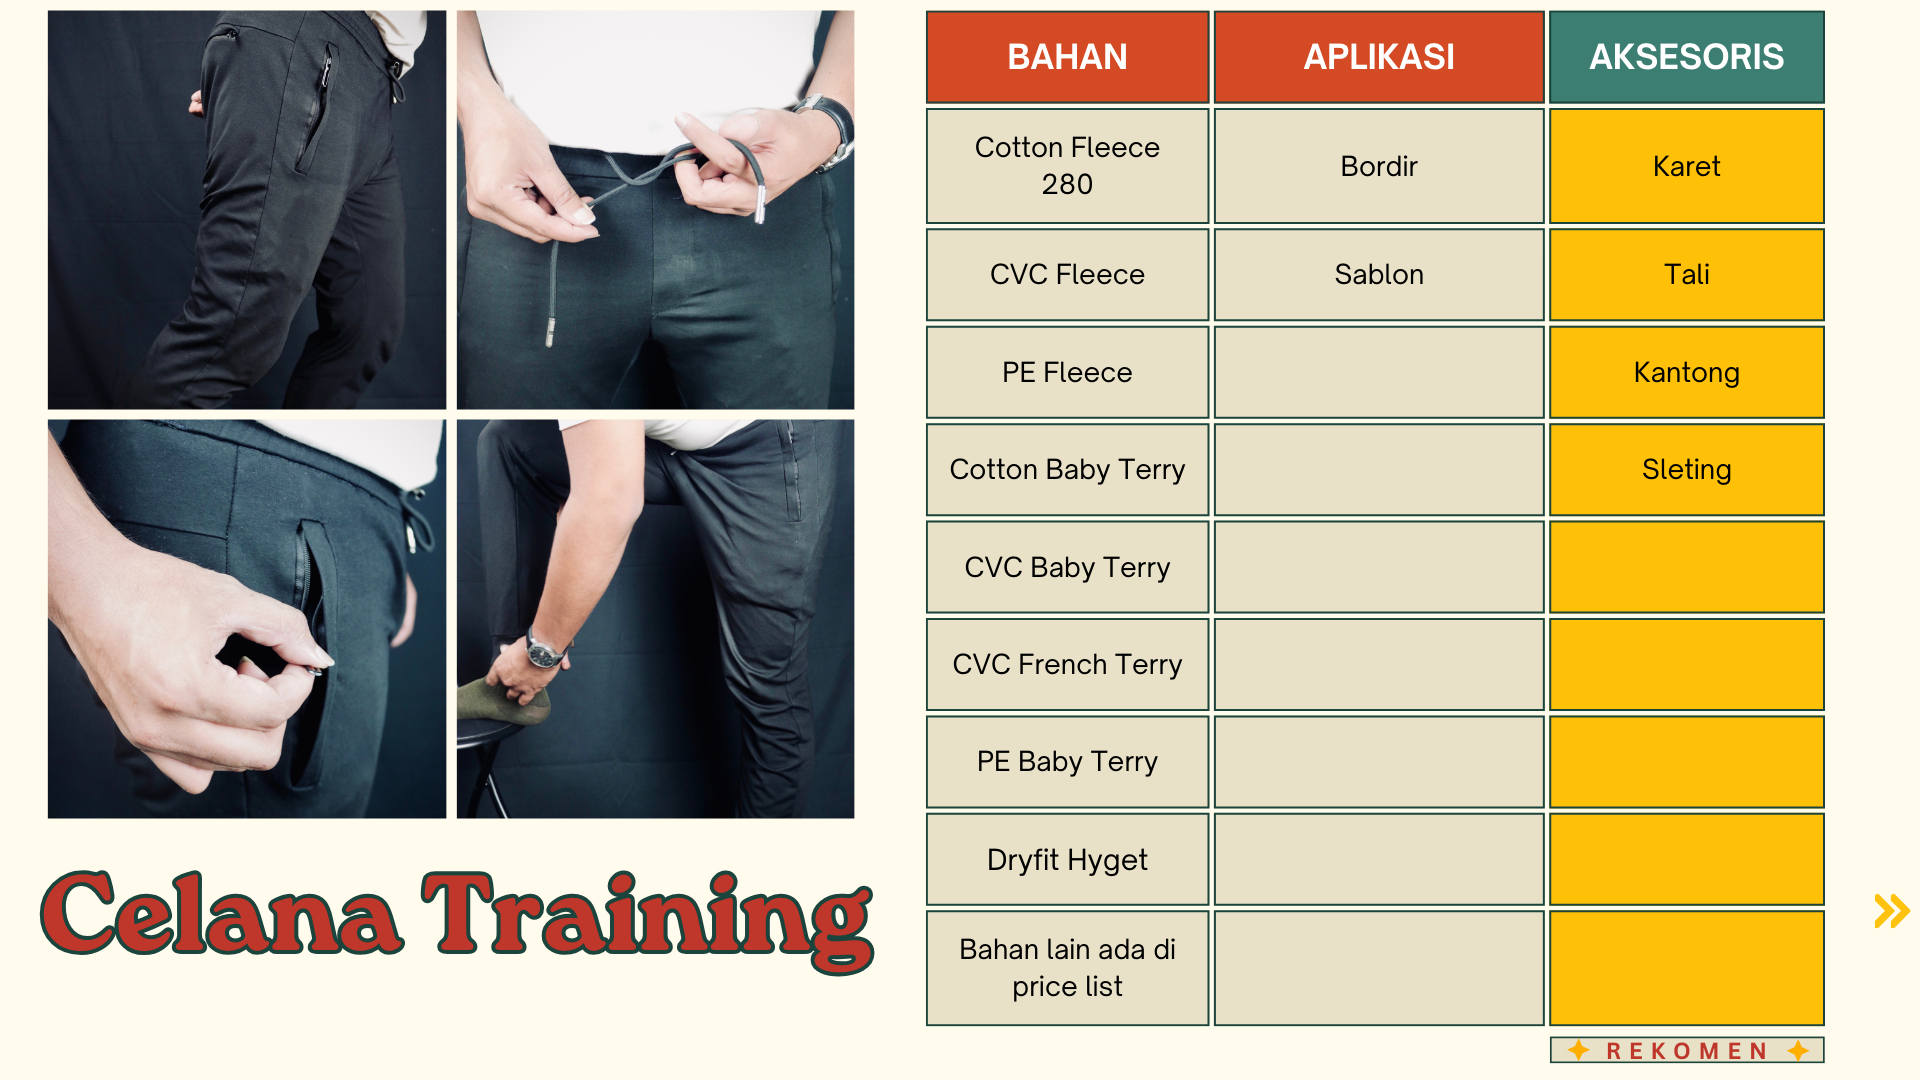 BAHAN APLIKASI AKSESORIS
Cotton Fleece
280
Bordir
Karet
CVC Fleece Sablon Tali
PE Fleece Kantong
Cotton Baby Terry Sleting
CVC Baby Terry
CVC French Terry
PE Baby Terry
Dryfit Hyget
Bahan lain ada di
price list
REKOMEN
Celana Training